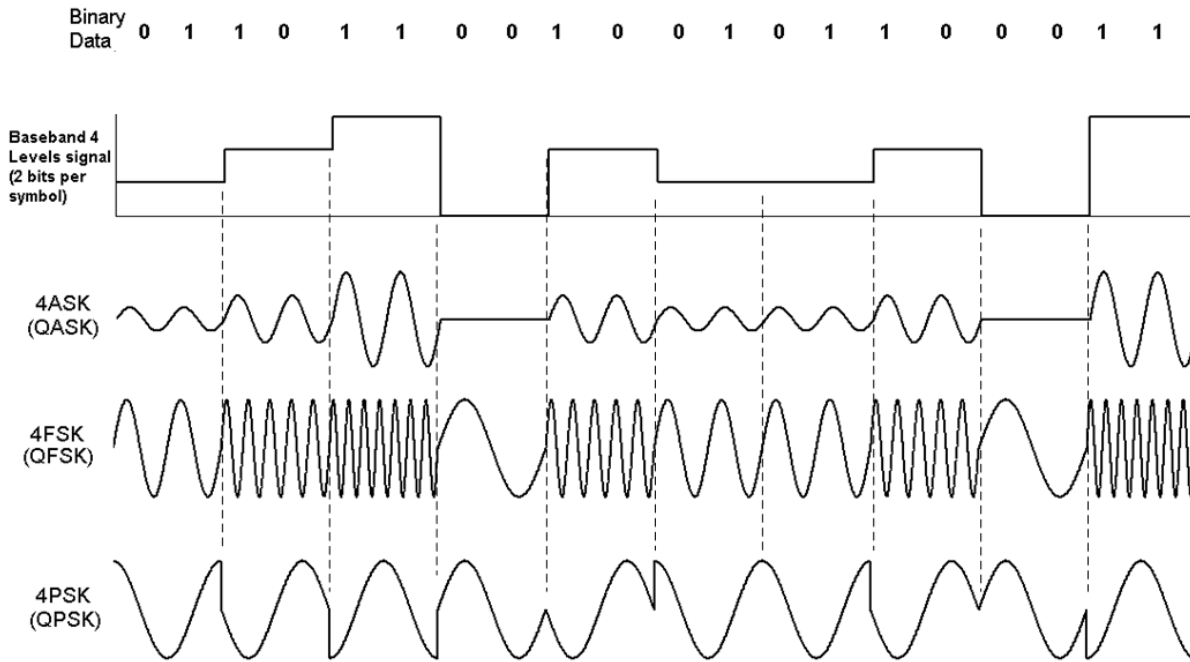 Binary
Data 0 1 1 0 1 1 0 0 1 0 0 1 0 1 1 0 0 0 1 1
Baseband 4
Levels signal
(2 bits per
symbol)
4ASK
(QASK)
4FSK
(QFSK)
4PSK
(QPSK)